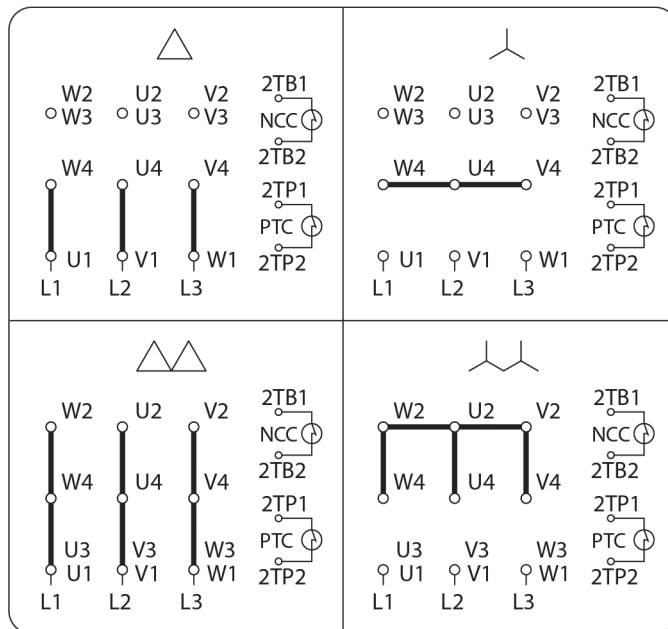 W2 U2 V2 2TB1
W3 U3 V3 NCC
2TB2
W4 U4 V4 2TP1
PTC
U1 V1 W1 2TP2
L1 L2 L3
W2 U2 V2 2TB1
W3 U3 V3 NCC
2TB2
W4 U4 V4 2TP1
PTC
U1 V1 W1 2TP2
L1 L2 L3
W2 U2 V2 2TB1
NCC
2TB2
W4 U4 V4 2TP1
U3 V3 W3 PTC
U1 V1 W1 2TP2
L1 L2 L3
W2 U2 V2 2TB1
NCC
2TB2
W4 U4 V4 2TP1
U3 V3 W3 PTC
U1 V1 W1 2TP2
L1 L2 L3